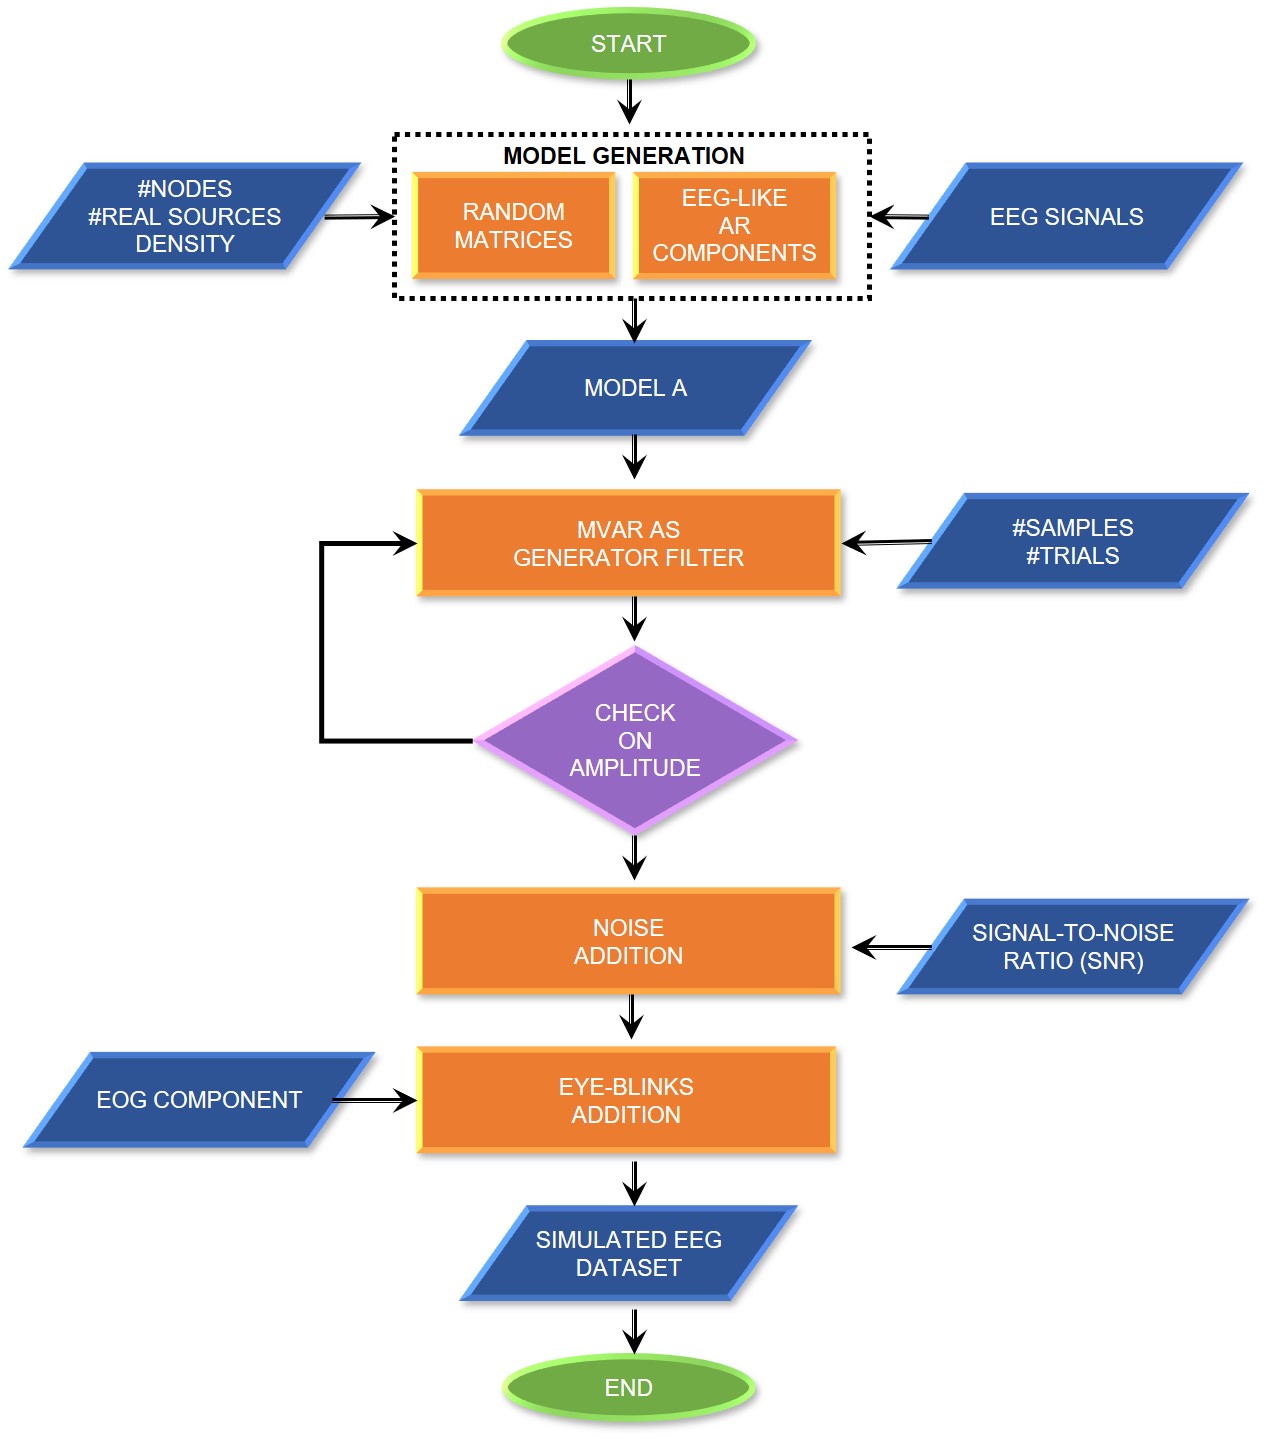 START
MODEL GENERATION
#NODES
#REAL SOURCES
DENSITY
RANDOM
MATRICES
EEG-LIKE
AR
COMPONENTS
EEG SIGNALS
MODEL A
MVAR AS
GENERATOR FILTER
#SAMPLES
#TRIALS
CHECK
ON
AMPLITUDE
NOISE
ADDITION
SIGNAL-TO-NOISE
RATIO (SNR)
EOG COMPONENT
EYE-BLINKS
ADDITION
SIMULATED EEG
DATASET
END